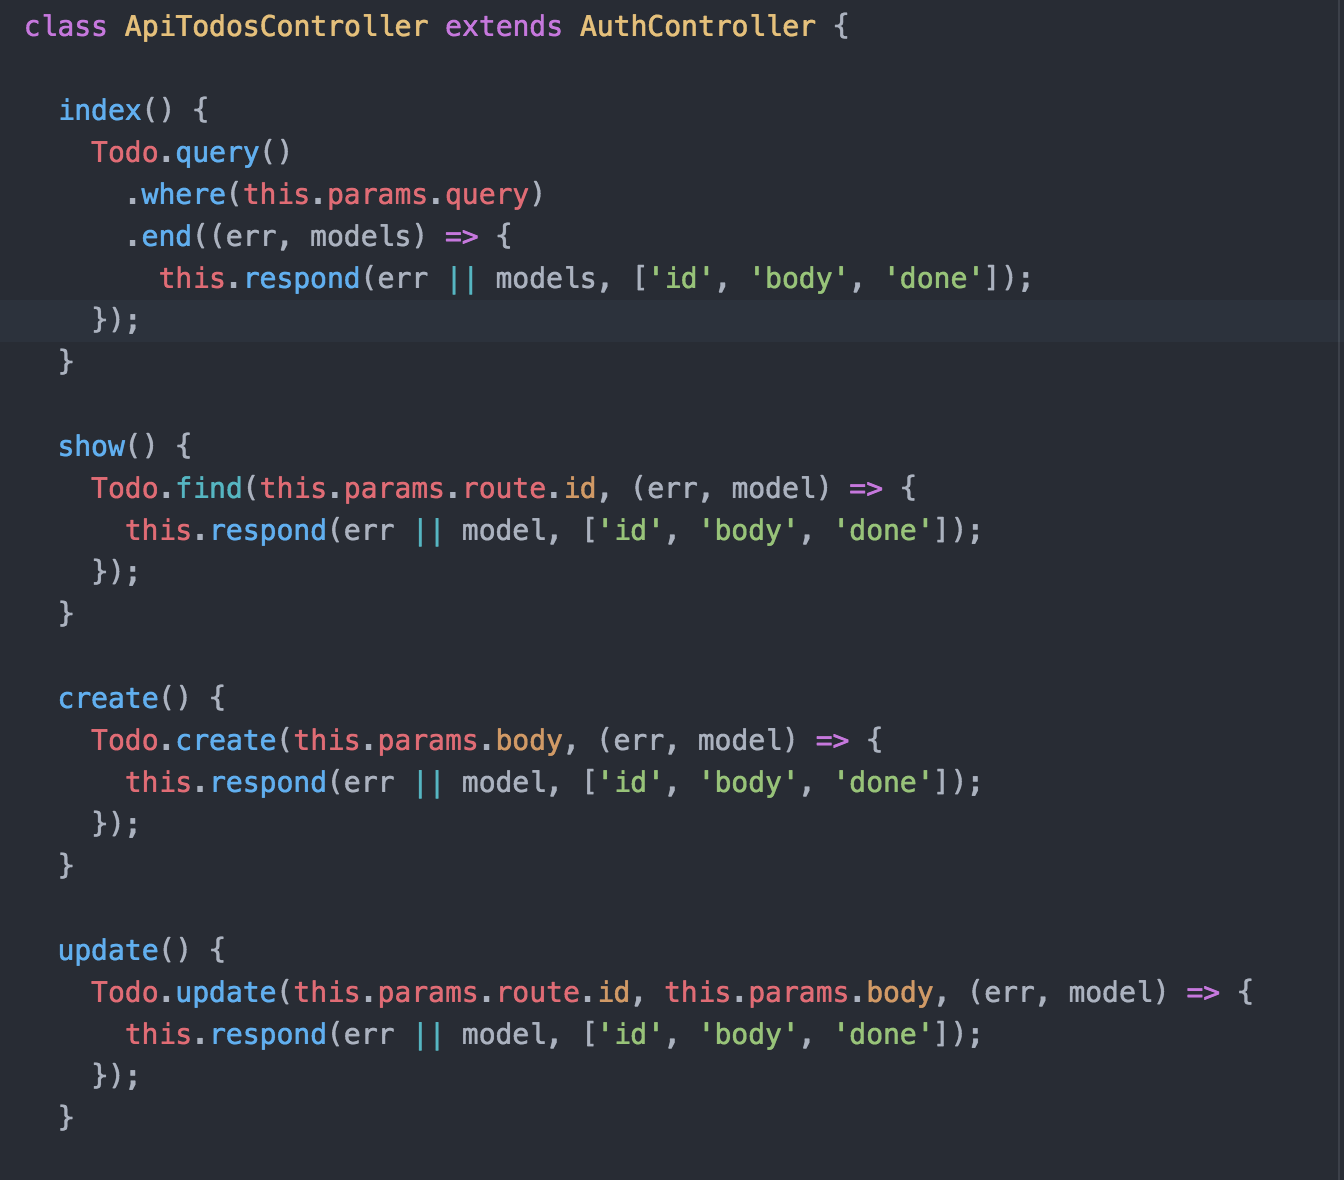 class ApiTodosController extends AuthController {
index() {
Todo.query()
.where(this.params.query)
.end((err, models) => {
this.respond(err || models, ['id', 'body', 'done']);
});
}
show() {
Todo.find(this.params.route.id, (err, model) => {
this.respond(err || model, ['id', 'body', 'done']);
});
}
create() {
Todo.create(this.params.body, (err, model) => {
this.respond(err || model, ['id', 'body', 'done']);
});
}
update() {
Todo.update(this.params.route.id, this.params.body, (err, model) => {
this.respond(err || model, ['id', 'body', 'done']);
});
}